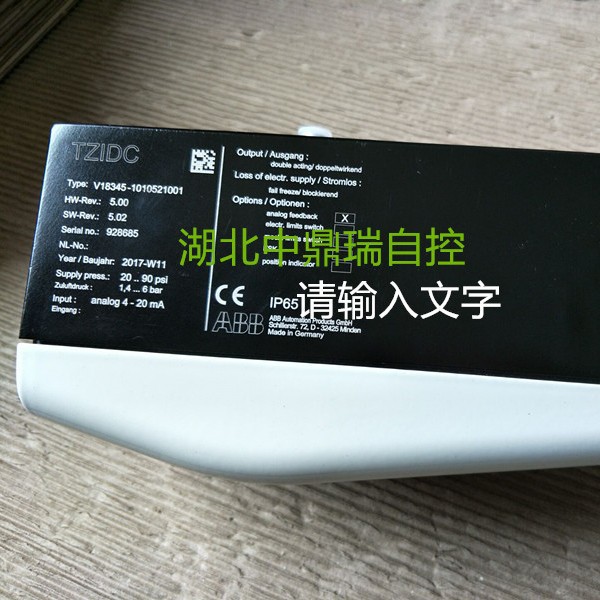 TZIDC
Type: V18345-1010521001
HW-Rev.: 5.00
SW-Rev.: 5.02
Serial no.: 928685
NL-No.:
Year / Baujahr: 2017-W11
Supply press.: 20 .. 90 psi
Zuluftdruck : 1,4 ... 6 bar
Input : analog 4 - 20 mA
Eingang :
Output / Ausgang :
double acting/ doppeltwirkend
Loss of electr. supply / Stromlos :
fail freeze/ blockierend
Options / Optionen :
analog feedback X
electr. limits switch
limits switch
position indicator
湖北中鼎瑞自控
请输入文字
CE IP65
ABB ABB Automation Products GmbH
Schillerstr. 72, D - 32425 Minden
Made in Germany